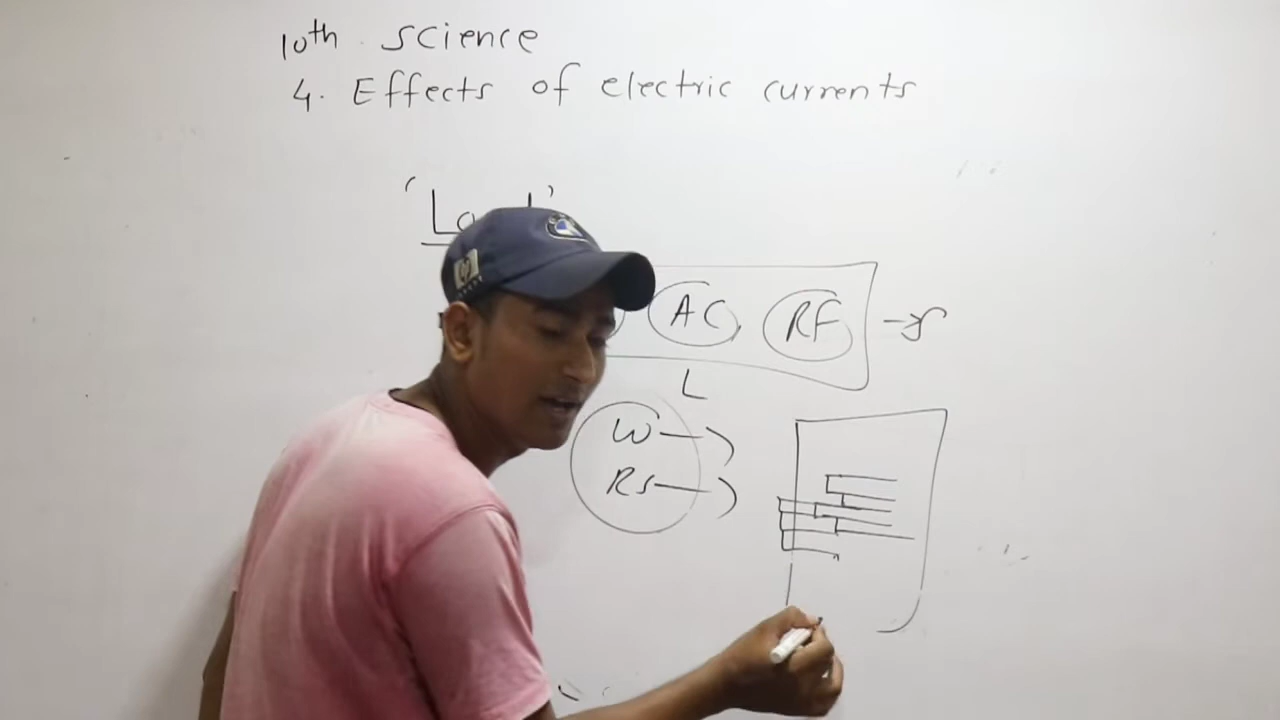 10th science
4. Effects of electric currents
AC, RF
L
W
Rs